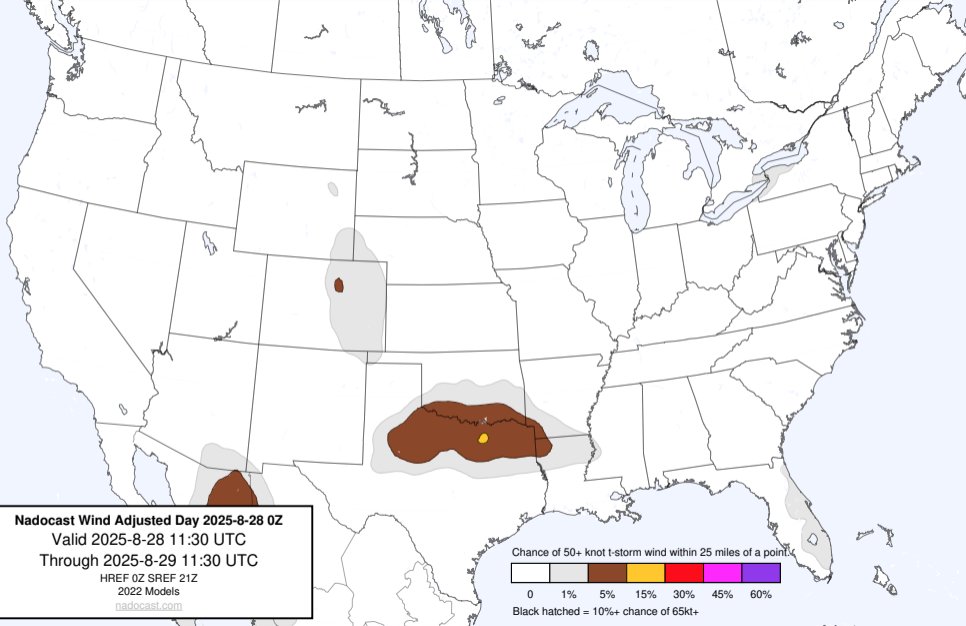 Nadocast Wind Adjusted Day 2025-8-28 0Z
Valid 2025-8-28 11:30 UTC
Through 2025-8-29 11:30 UTC
HREF 0Z SREF 21Z
2022 Models
nadocast.com
Chance of 50+ knot t-storm wind within 25 miles of a point.
0 1% 5% 15% 30% 45% 60%
Black hatched = 10%+ chance of 65kt+